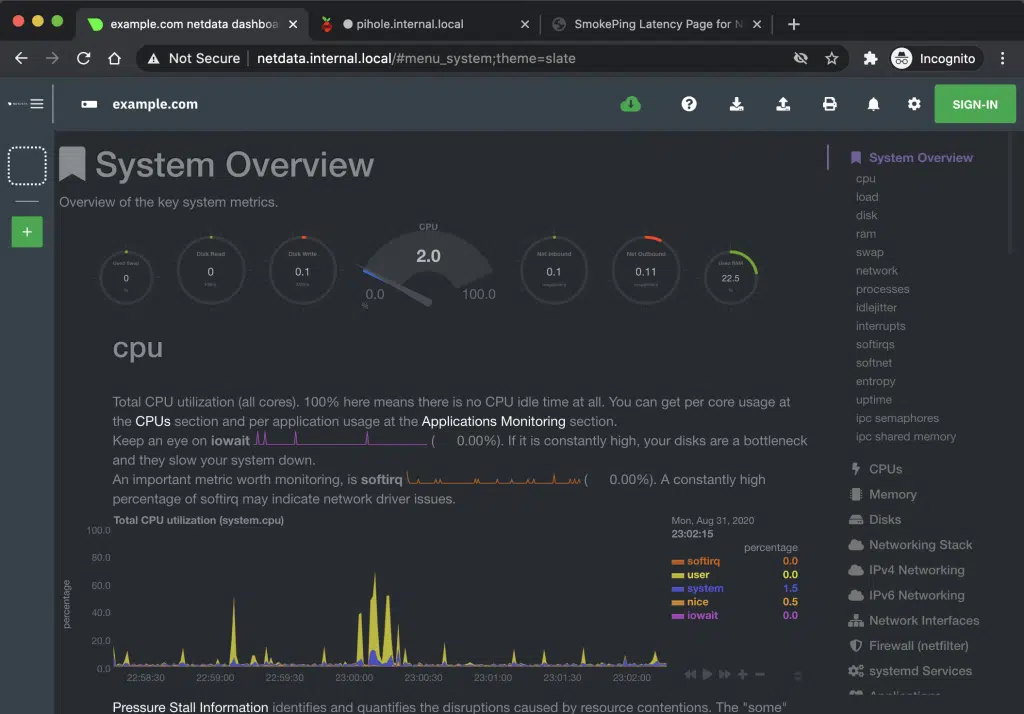 example.com netdata dashboa
pihole.internal.local
SmokePing Latency Page for N
Not Secure
netdata.internal.local/#menu_system;theme=slate
Incognito
example.com
SIGN-IN
System Overview
Overview of the key system metrics.
Used Swap
0
%
Disk Read
0
Disk Write
0.1
CPU
2.0
0.0
100.0
%
Net Inbound
0.1
Net Outbound
0.11
Used RAM
22.5
%
cpu
Total CPU utilization (all cores). 100% here means there is no CPU idle time at all. You can get per core usage at
the CPUs section and per application usage at the Applications Monitoring section.
Keep an eye on iowait ( 0.00%). If it is constantly high, your disks are a bottleneck
and they slow your system down.
An important metric worth monitoring, is softirq ( 0.00%). A constantly high
percentage of softirq may indicate network driver issues.
Total CPU utilization (system.cpu)
Mon, Aug 31, 2020
23:02:15
percentage
softirq 0.0
user 0.0
system 1.5
nice 0.5
iowait 0.0
percentage
100.0
80.0
60.0
40.0
20.0
0.0
22:58:30 22:59:00 22:59:30 23:00:00 23:00:30 23:01:00 23:01:30 23:02:00
Pressure Stall Information identifies and quantifies the disruptions caused by resource contentions. The "some"
System Overview
cpu
load
disk
ram
swap
network
processes
idlejitter
interrupts
softirqs
softnet
entropy
uptime
ipc semaphores
ipc shared memory
CPUs
Memory
Disks
Networking Stack
IPv4 Networking
IPv6 Networking
Network Interfaces
Firewall (netfilter)
systemd Services
Applications